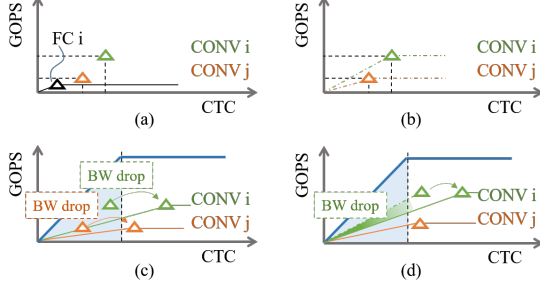 GOPS
FC i
CONV i
CONV j
CTC
(a)
GOPS
CONV i
CONV j
CTC
(b)
GOPS
BW drop
BW drop
CONV i
CONV j
CTC
(c)
GOPS
BW drop
CONV i
CONV j
CTC
(d)